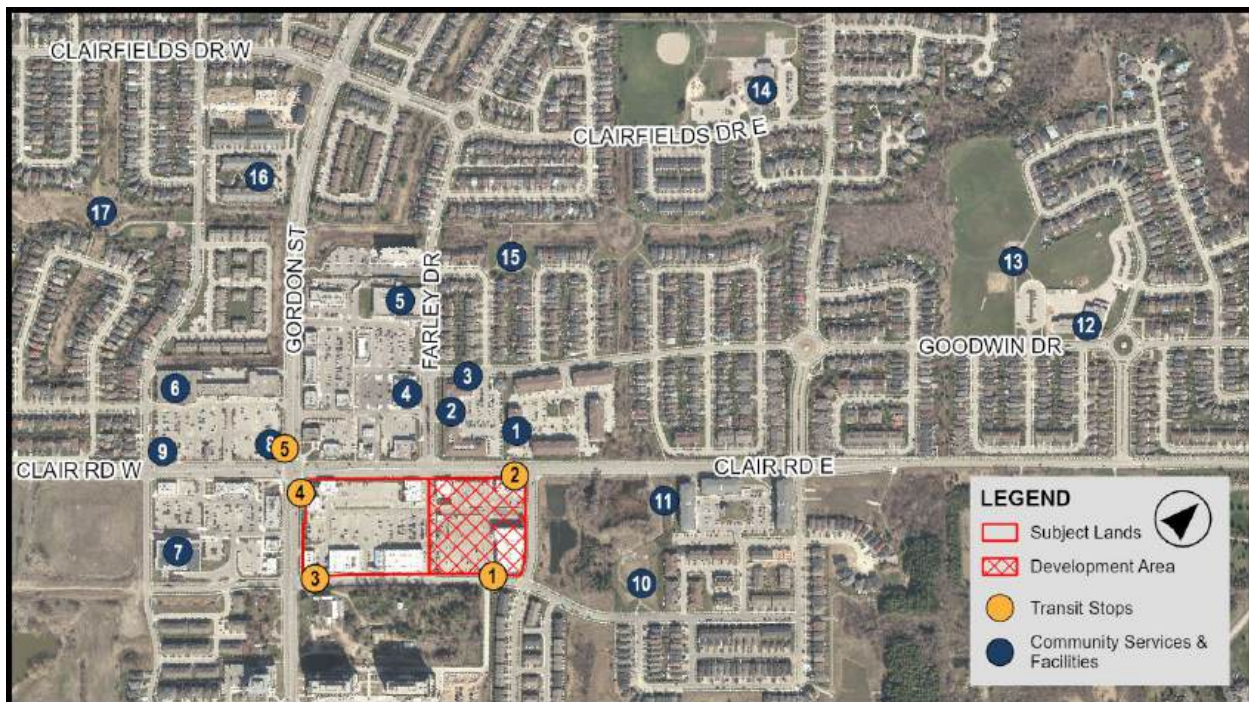 CLAIRFIELDS DR W
14
CLAIRFIELDS DR E
16
17
GORDON ST
FARLEY DR
15
5
13
12
GOODWIN DR
6
4
3
2
1
9
8
5
CLAIR RD W
CLAIR RD E
2
4
11
7
3
1
10
LEGEND
Subject Lands
Development Area
Transit Stops
Community Services &
Facilities